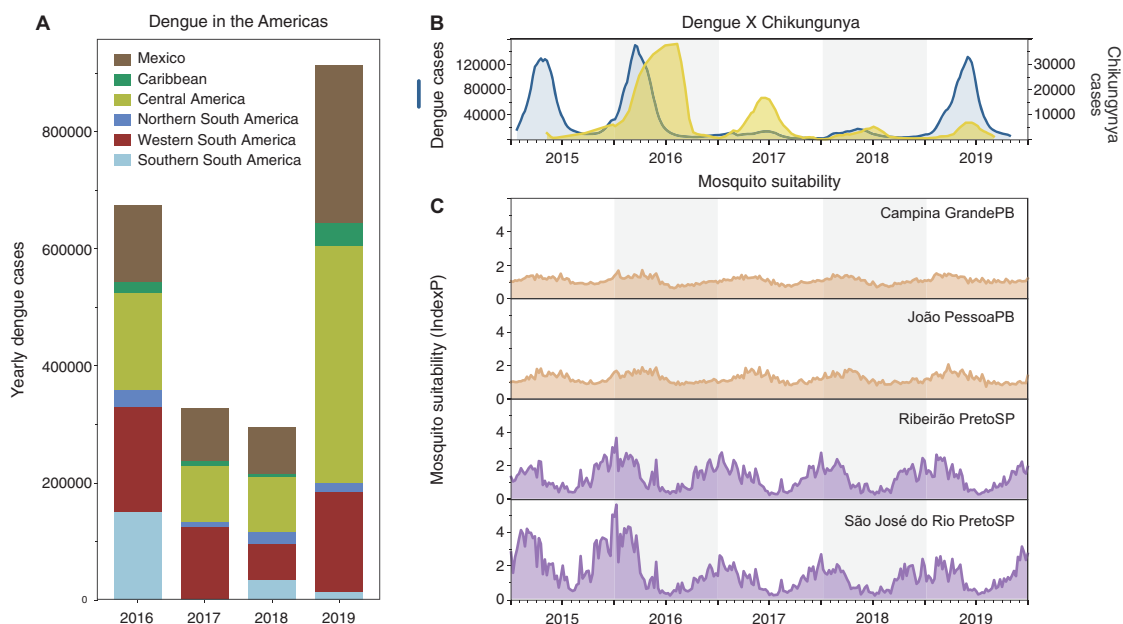 A
Dengue in the Americas
Mexico
Caribbean
Central America
Northern South America
Western South America
Southern South America
Yearly dengue cases
800000
600000
400000
200000
0
2016
2017
2018
2019
B
Dengue X Chikungunya
Dengue cases
120000
80000
40000
30000
20000
10000
0
Chikungynya
cases
2015
2016
2017
2018
2019
Mosquito suitability
C
Mosquito suitability (IndexP)
Campina GrandePB
4
2
0
João PessoaPB
4
2
0
Ribeirão PretoSP
4
2
0
São José do Rio PretoSP
4
2
0
2015
2016
2017
2018
2019